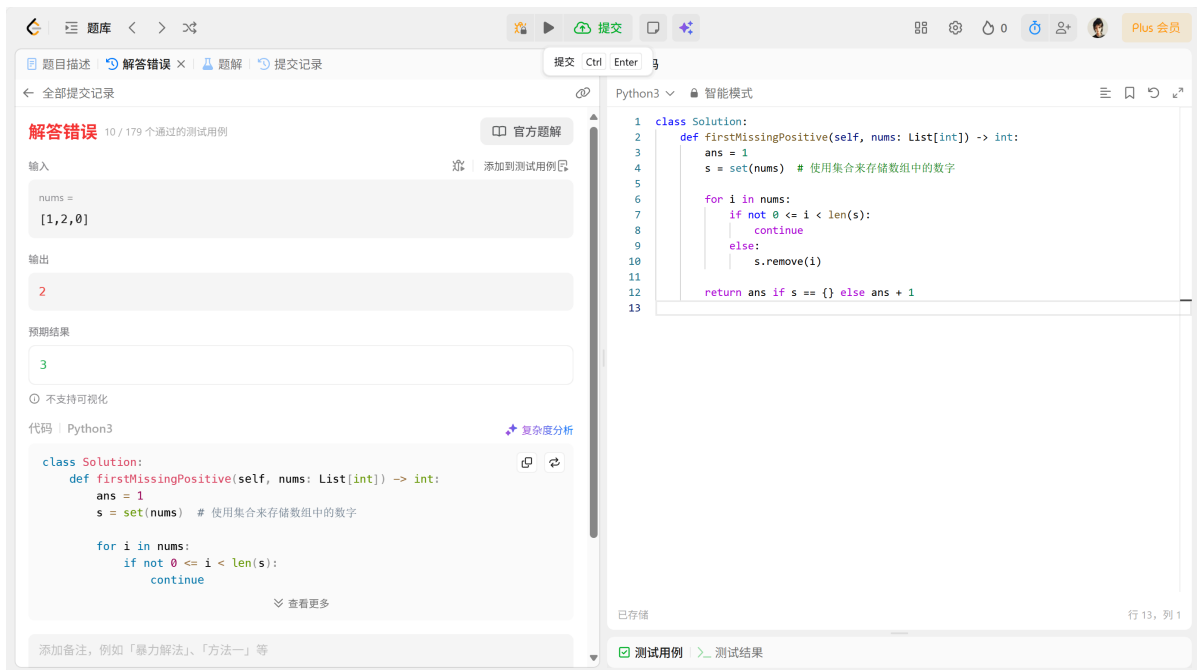 题库
提交
0
Plus 会员
提交 Ctrl Enter
题目描述
解答错误
题解
提交记录
码
全部提交记录
Python3
智能模式
解答错误 10 / 179 个通过的测试用例
官方题解
输入
添加到测试用例
nums =
[1,2,0]
输出
2
预期结果
3
不支持可视化
代码 | Python3
复杂度分析
class Solution:
def firstMissingPositive(self, nums: List[int]) -> int:
ans = 1
s = set(nums)  # 使用集合来存储数组中的数字
for i in nums:
if not 0 <= i < len(s):
continue
查看更多
添加备注，例如「暴力解法」、「方法一」等
1 class Solution:
2 def firstMissingPositive(self, nums: List[int]) -> int:
3 ans = 1
4 s = set(nums)  # 使用集合来存储数组中的数字
5
6 for i in nums:
7 if not 0 <= i < len(s):
8 continue
9 else:
10 s.remove(i)
11
12 return ans if s == {} else ans + 1
13
已存储
行 13，列 1
测试用例
测试结果